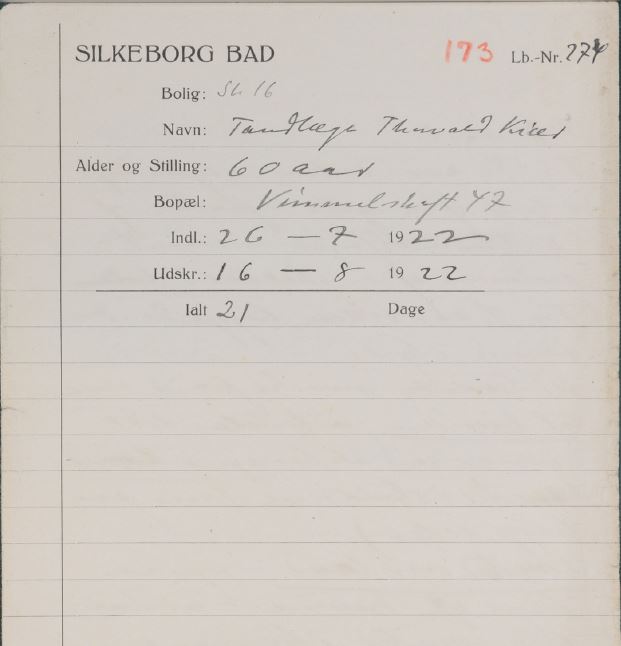 SILKEBORG BAD 173 Lb.-Nr. 274
Bolig: St. 16
Navn: Tandlæge Thorvald Kiær
Alder og Stilling: 60 aar
Bopæl: Vimmelskaft 47
Indl.: 26 — 7 1922
Udskr.: 16 — 8 1922
Ialt 21 Dage